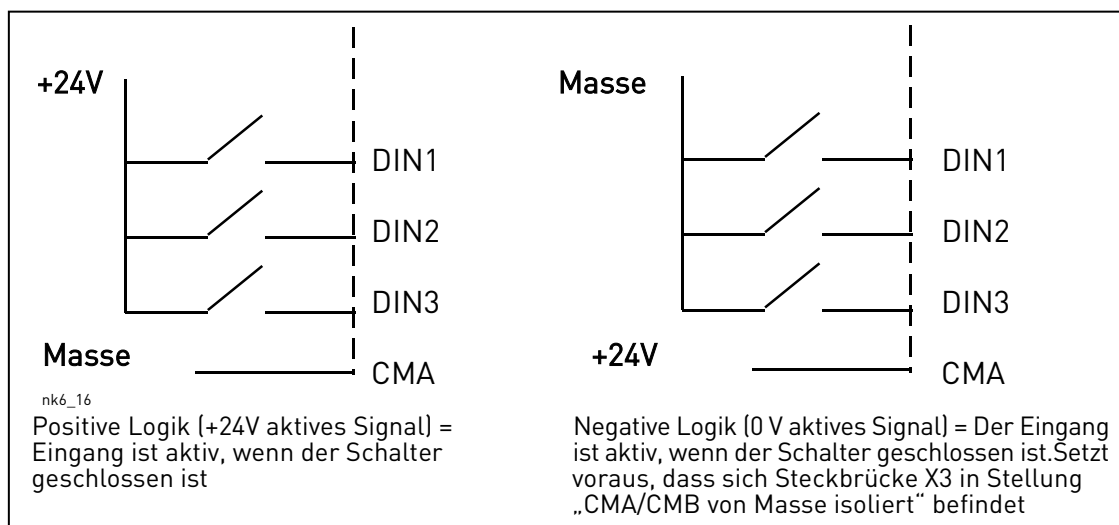 +24V
DIN1
DIN2
DIN3
Masse
CMA
nk6_16
Positive Logik (+24V aktives Signal) =
Eingang ist aktiv, wenn der Schalter
geschlossen ist
Masse
DIN1
DIN2
DIN3
+24V
CMA
Negative Logik (0 V aktives Signal) = Der Eingang
ist aktiv, wenn der Schalter geschlossen ist.Setzt
voraus, dass sich Steckbrücke X3 in Stellung
„CMA/CMB von Masse isoliert“ befindet